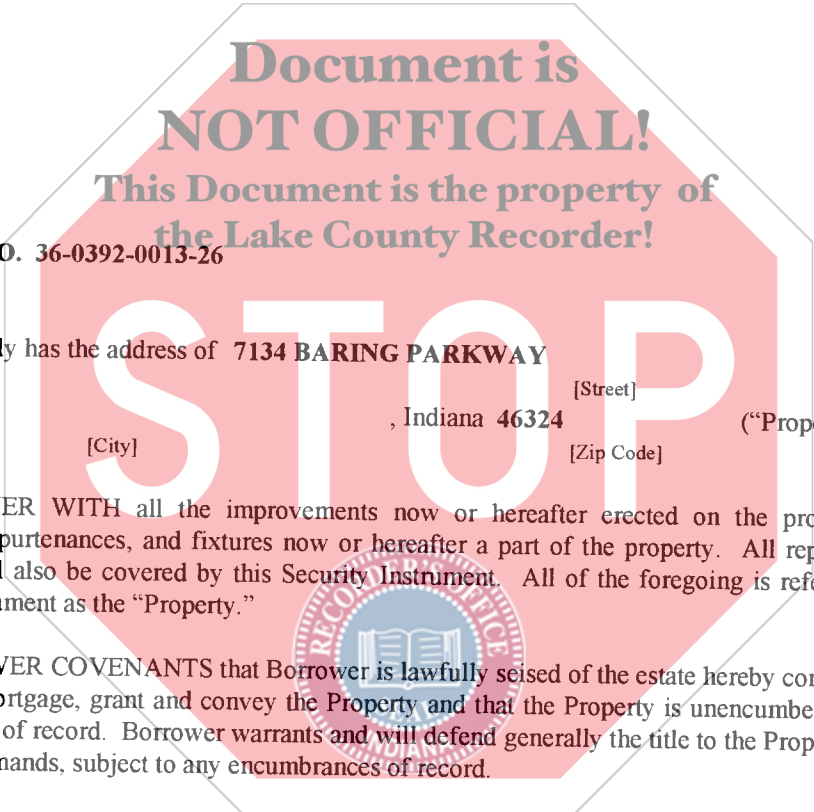 Document is
NOT OFFICIAL!
This Document is the property of
the Lake County Recorder!
O. 36-0392-0013-26
STOP
ly has the address of 7134 BARING PARKWAY
[Street]
, Indiana 46324 ("Prope
[City] [Zip Code]
ER WITH all the improvements now or hereafter erected on the pro
purtenances, and fixtures now or hereafter a part of the property. All rep
l also be covered by this Security Instrument. All of the foregoing is refe
ment as the "Property."
RECORDER'S OFFICE
VER COVENANTS that Borrower is lawfully seised of the estate hereby con
ortgage, grant and convey the Property and that the Property is unencumbe
of record. Borrower warrants and will defend generally the title to the Prop
nands, subject to any encumbrances of record.
INDIANA